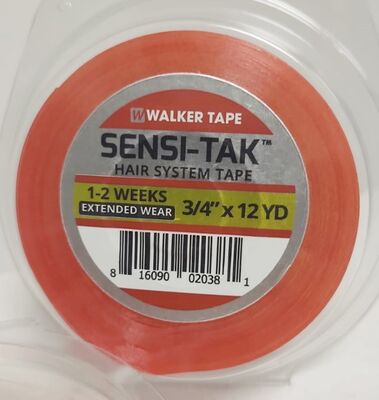 W WALKER TAPE
SENSI-TAK™
HAIR SYSTEM TAPE
1-2 WEEKS
EXTENDED WEAR
3/4" x 12 YD
8 16090 02038 1